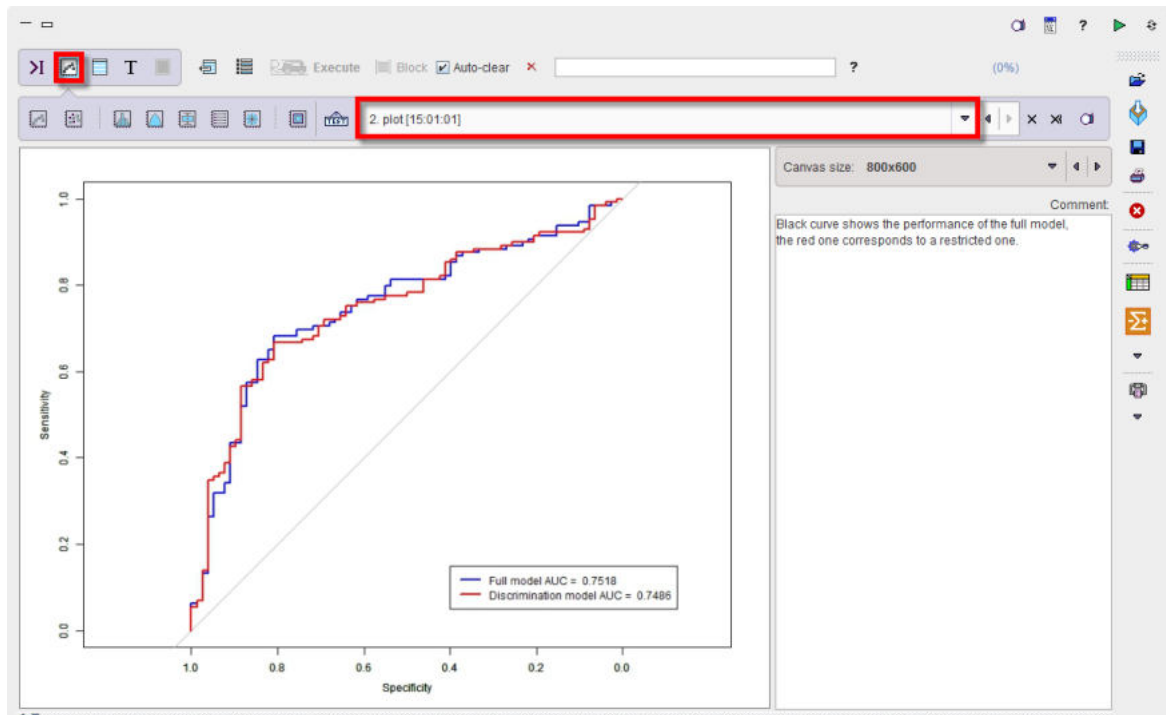 ?
T
Execute
Block
Auto-clear
?
(0%)
2. plot [15:01:01]
Canvas size: 800x600
Comment:
Black curve shows the performance of the full model,
the red one corresponds to a restricted one.
1.0
0.8
0.6
0.4
0.2
0.0
Sensitivity
Full model AUC = 0.7518
Discrimination model AUC = 0.7486
1.0
0.8
0.6
0.4
0.2
0.0
Specificity